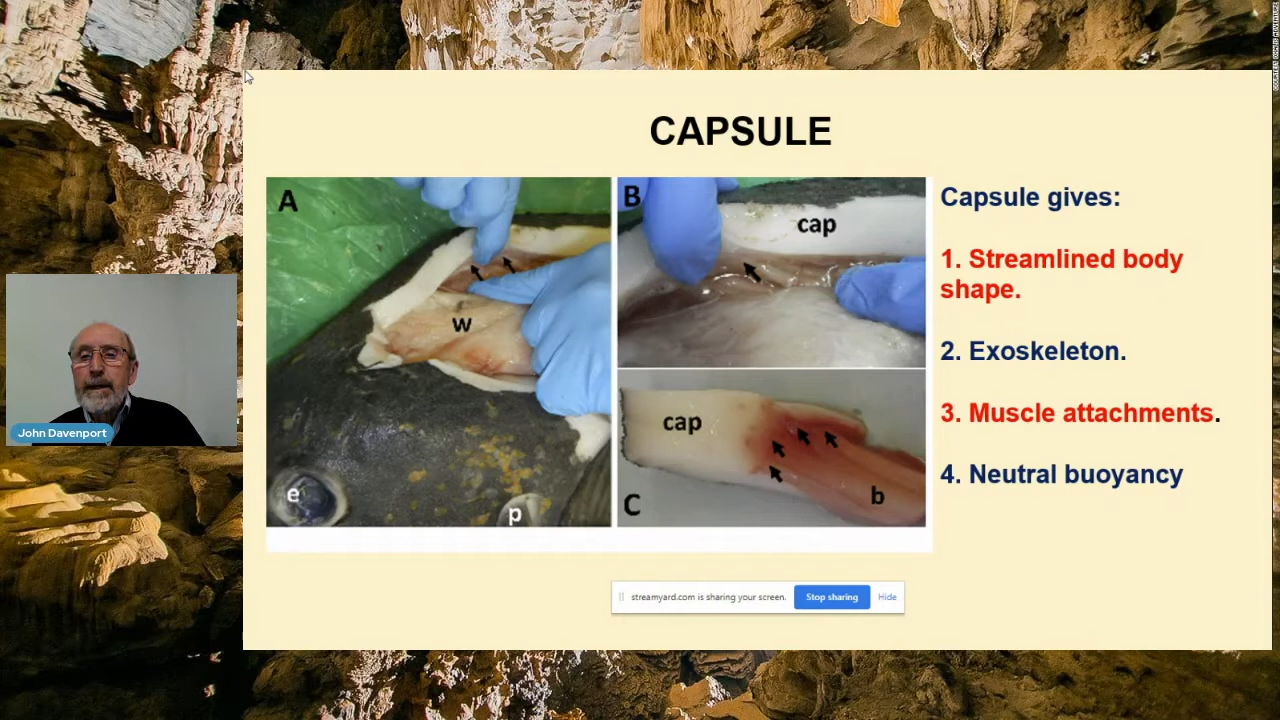 CAPSULE
A
w
e
p
B
cap
cap
C
b
Capsule gives:
1. Streamlined body
shape.
2. Exoskeleton.
3. Muscle attachments.
4. Neutral buoyancy
John Davenport
streamyard.com is sharing your screen.
Stop sharing
Hide